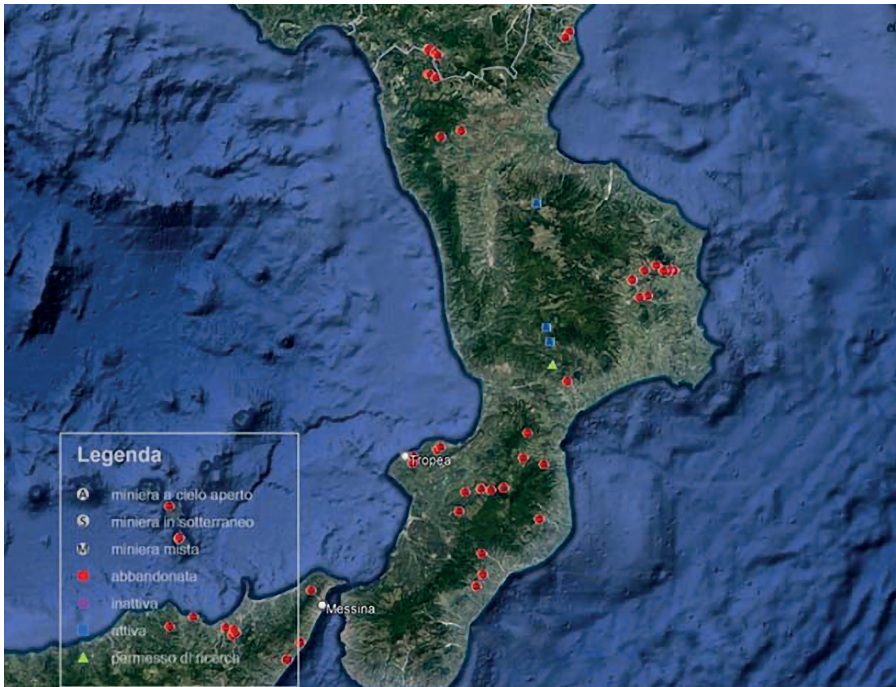 Tropea
Legenda
A miniera a cielo aperto
S miniera in sotterraneo
M miniera mista
abbandonata
inattiva
attiva
permesso di ricerca
Messina